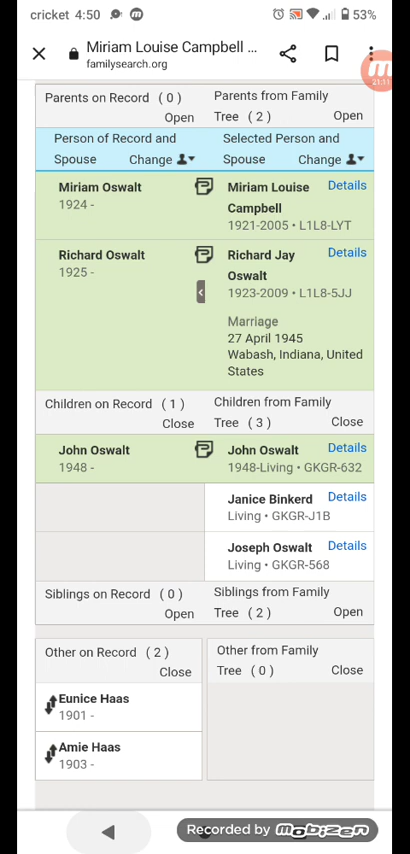 cricket 4:50 53%
Miriam Louise Campbell ...
familysearch.org
21:11
Parents on Record ( 0 ) Open
Parents from Family Tree ( 2 ) Open
Person of Record and Spouse Change
Selected Person and Spouse Change
Miriam Oswalt
1924 -
Miriam Louise Campbell Details
1921-2005 • L1L8-LYT
Richard Oswalt
1925 -
Richard Jay Oswalt Details
1923-2009 • L1L8-5JJ
Marriage
27 April 1945
Wabash, Indiana, United
States
Children on Record ( 1 ) Close
Children from Family Tree ( 3 ) Close
John Oswalt
1948 -
John Oswalt Details
1948-Living • GKGR-632
Janice Binkerd Details
Living • GKGR-J1B
Joseph Oswalt Details
Living • GKGR-568
Siblings on Record ( 0 ) Open
Siblings from Family Tree ( 2 ) Open
Other on Record ( 2 ) Close
Other from Family Tree ( 0 ) Close
Eunice Haas
1901 -
Amie Haas
1903 -
Recorded by mobizen